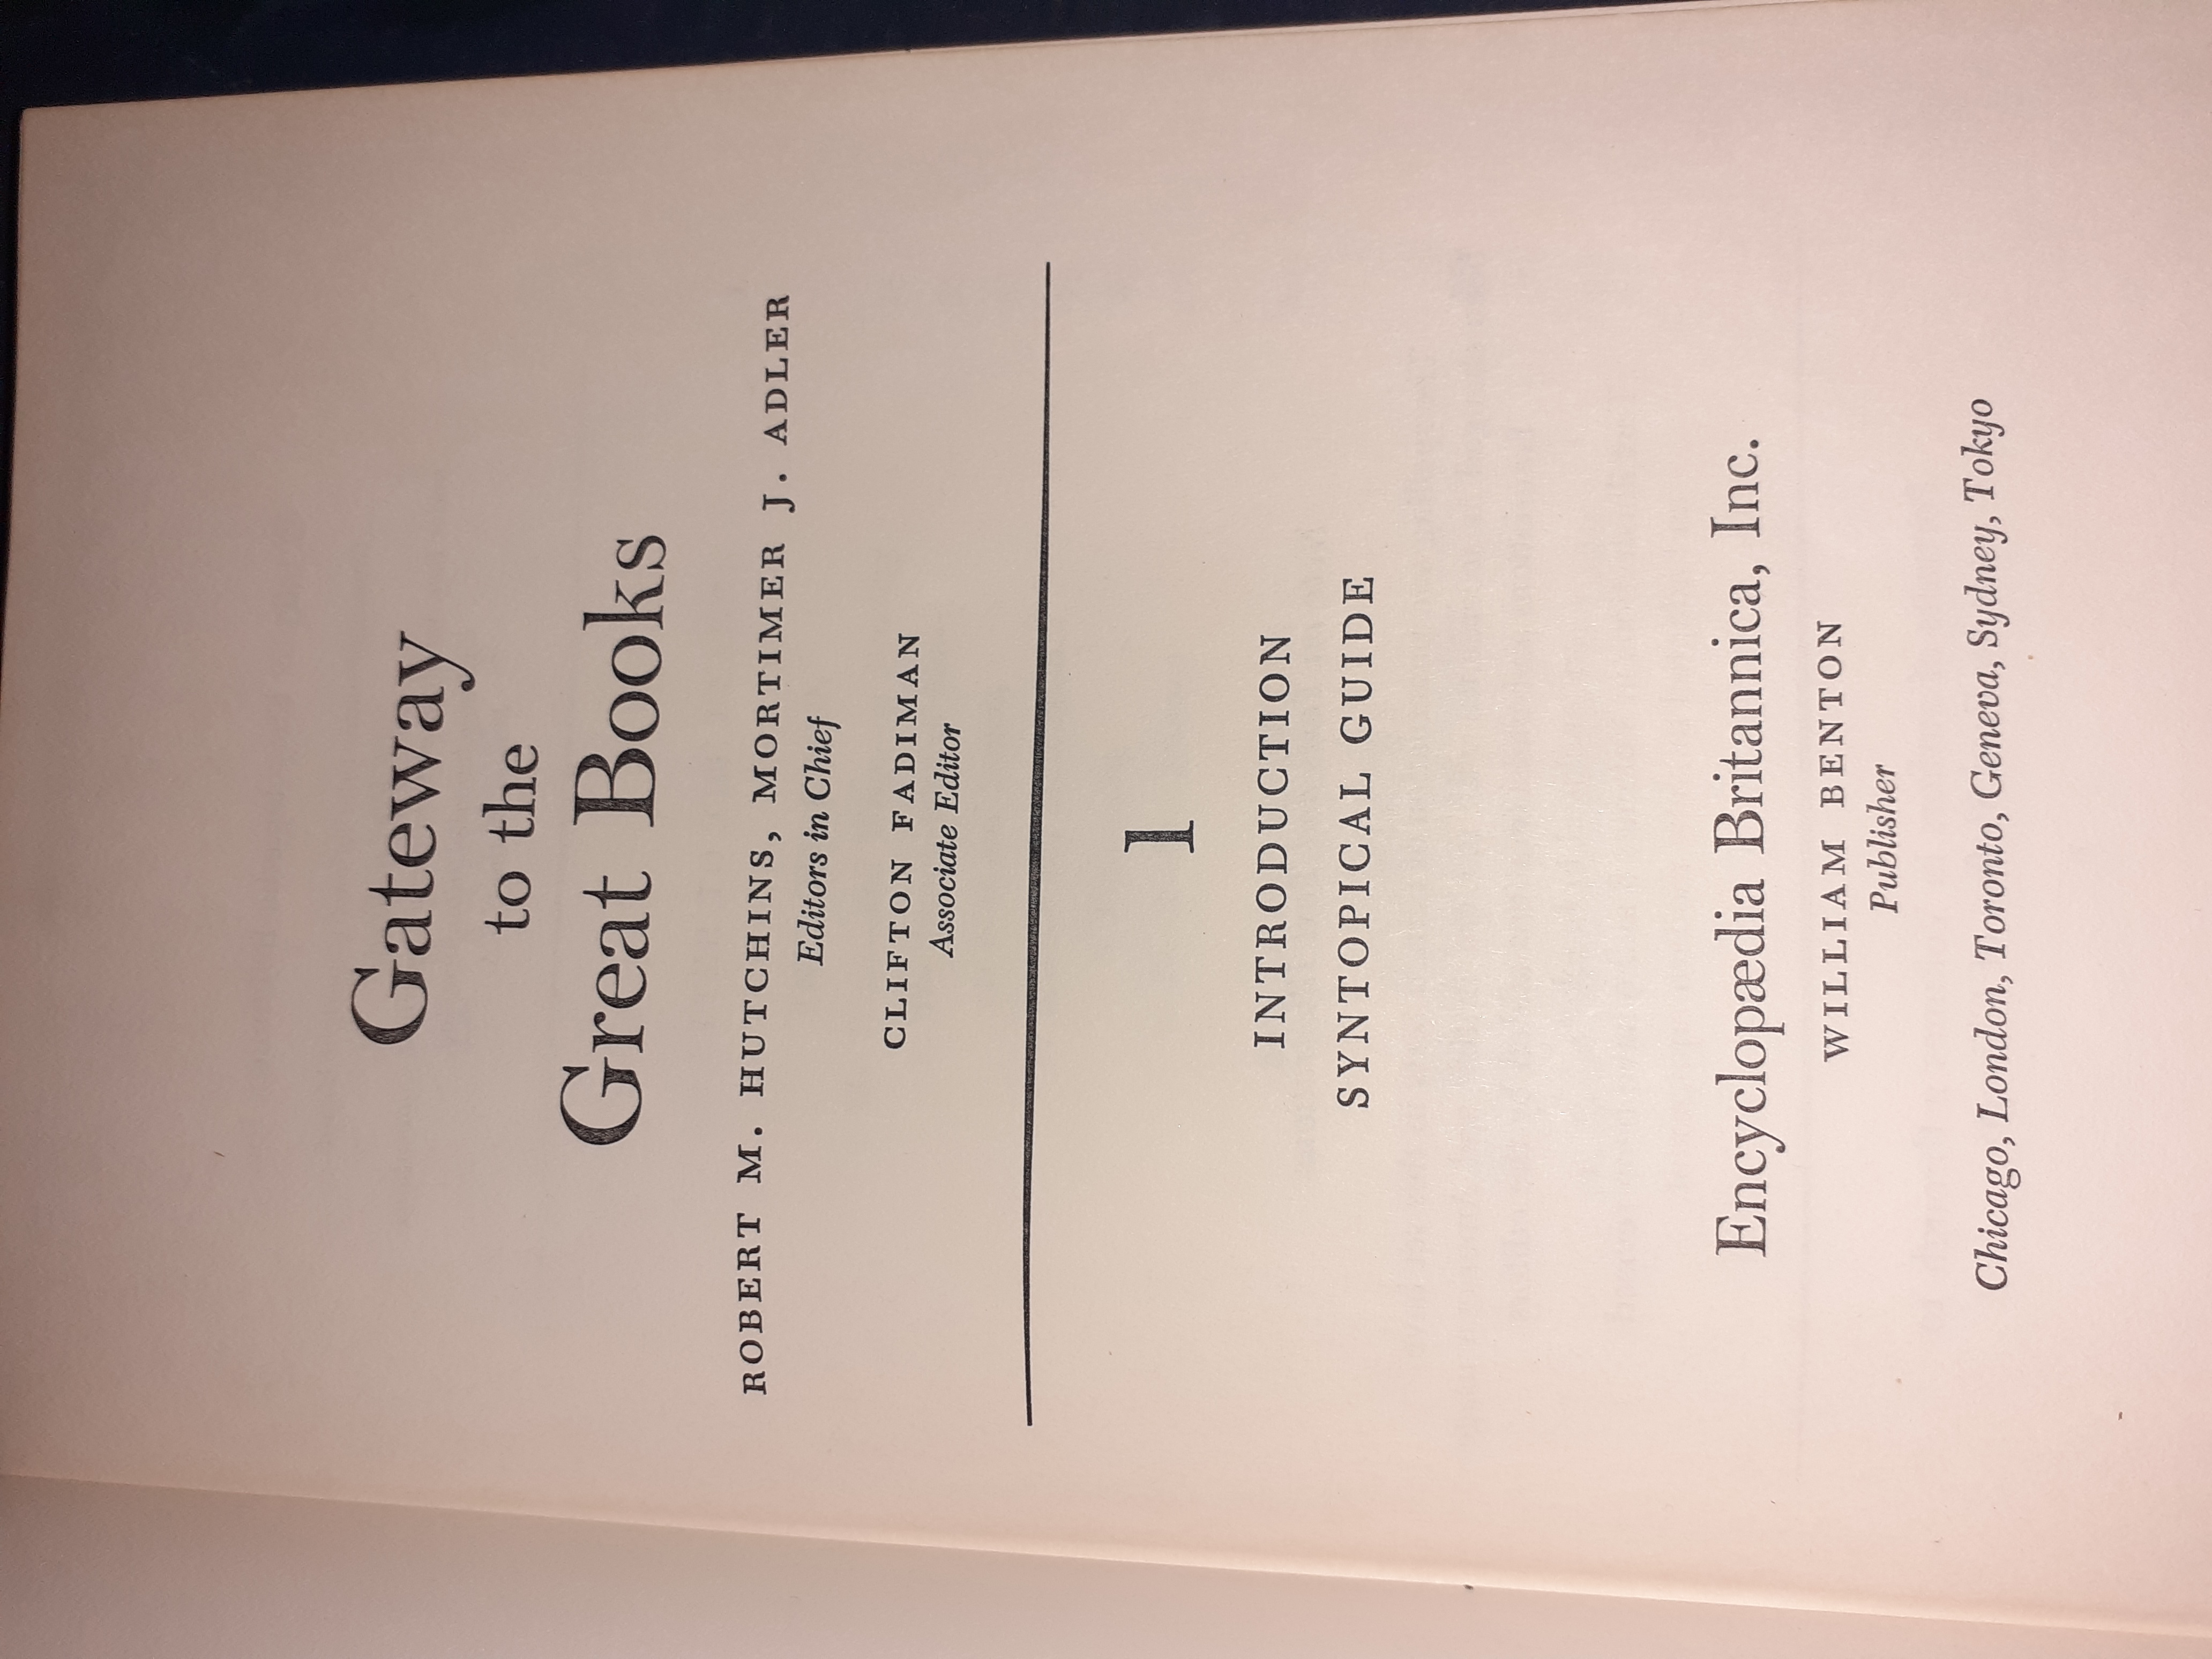 Gateway
to the
Great Books
ROBERT M. HUTCHINS, MORTIMER J. ADLER
Editors in Chief
CLIFTON FADIMAN
Associate Editor
1
INTRODUCTION
SYNTOPICAL GUIDE
Encyclopædia Britannica, Inc.
WILLIAM BENTON
Publisher
Chicago, London, Toronto, Geneva, Sydney, Tokyo